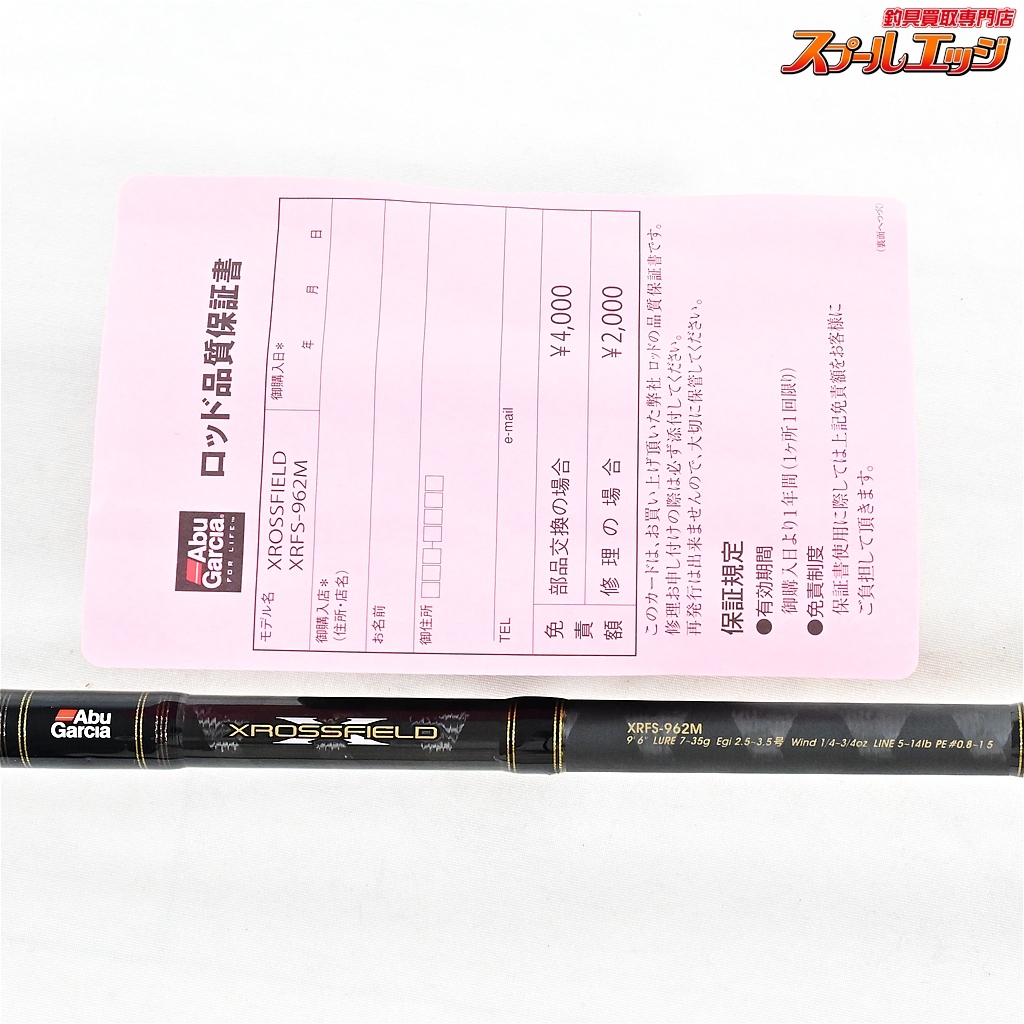 釣具買取専門店
スプールエッジ
Abu
Garcia®
FOR LIFE™
ロッド品質保証書
モデル名
XROSSFIELD
XRFS-962M
御購入日*
年 月 日
御購入店*
(住所・店名)
お名前
御住所
TEL
e-mail
免責額
部品交換の場合 ¥4,000
修理の場合 ¥2,000
このカードは、お買い上げ頂いた弊社 ロッドの品質保証書です。
修理お申し付けの際は必ず添付してください。
再発行は出来ませんので、大切に保管してください。
保証規定
●有効期間
御購入日より1年間(1ヶ所1回限り)
●免責制度
保証書使用に際しては上記免責額をお客様に
ご負担して頂きます。
(裏面へつづく)
Abu
Garcia
XROSSFIELD
XRFS-962M
9'6" LURE 7-35g Egi 2.5-3.5号 Wind 1/4-3/4oz LINE 5-14lb PE #0.8-1.5